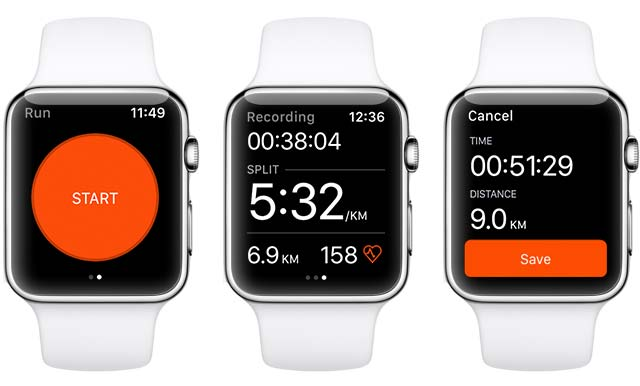 Run 11:49
START
Recording 12:36
00:38:04
SPLIT
5:32/KM
6.9 KM 158
Cancel
TIME
00:51:29
DISTANCE
9.0 KM
Save